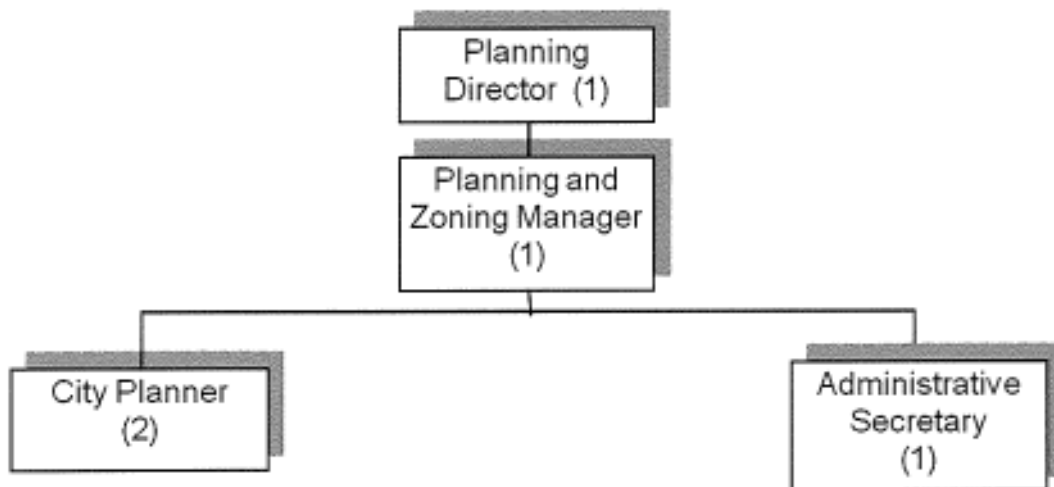 Planning
Director (1)
Planning and
Zoning Manager
(1)
City Planner
(2)
Administrative
Secretary
(1)